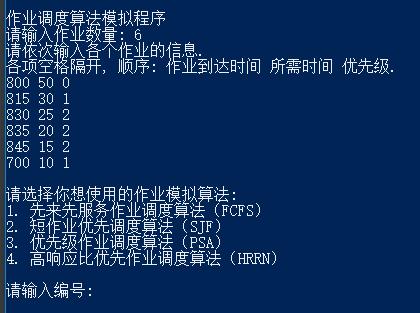 作业调度算法模拟程序
请输入作业数量: 6
请依次输入各个作业的信息.
各项空格隔开, 顺序: 作业到达时间 所需时间 优先级.
800 50 0
815 30 1
830 25 2
835 20 2
845 15 2
700 10 1
请选择你想使用的作业模拟算法:
1. 先来先服务作业调度算法 (FCFS)
2. 短作业优先调度算法 (SJF)
3. 优先级作业调度算法 (PSA)
4. 高响应比优先作业调度算法 (HRRN)
请输入编号: